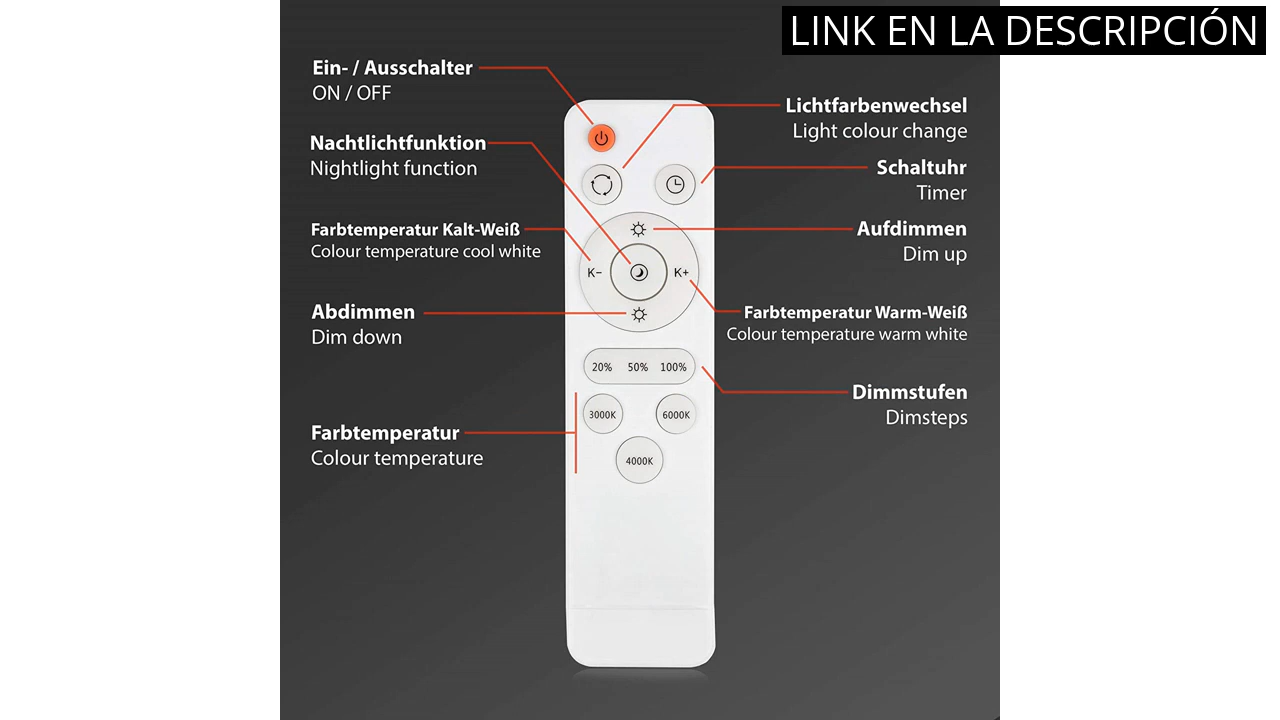 LINK EN LA DESCRIPCIÓN
Ein- / Ausschalter
ON / OFF
Nachtlichtfunktion
Nightlight function
Farbtemperatur Kalt-Weiß
Colour temperature cool white
Abdimmen
Dim down
Farbtemperatur
Colour temperature
Lichtfarbenwechsel
Light colour change
Schaltuhr
Timer
Aufdimmen
Dim up
Farbtemperatur Warm-Weiß
Colour temperature warm white
Dimmstufen
Dimsteps
K− K+
20% 50% 100%
3000K 6000K
4000K